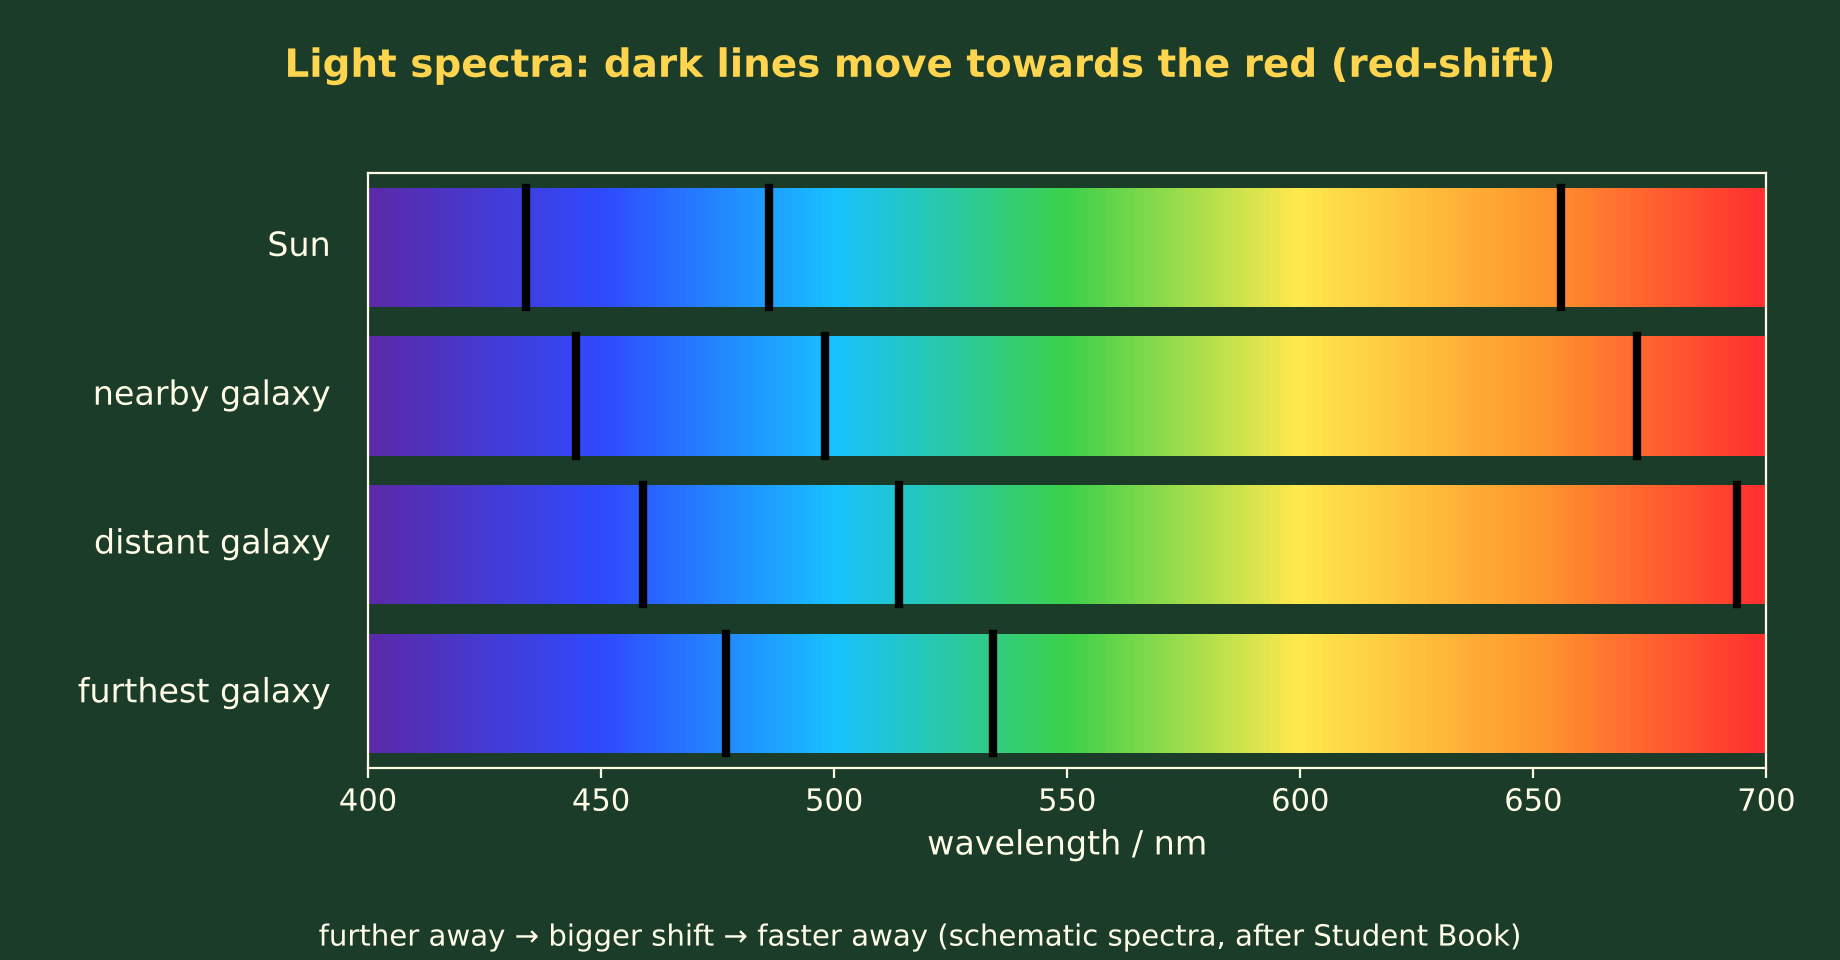 Light spectra: dark lines move towards the red (red-shift)
Sun
nearby galaxy
distant galaxy
furthest galaxy
400 450 500 550 600 650 700
wavelength / nm
further away → bigger shift → faster away (schematic spectra, after Student Book)